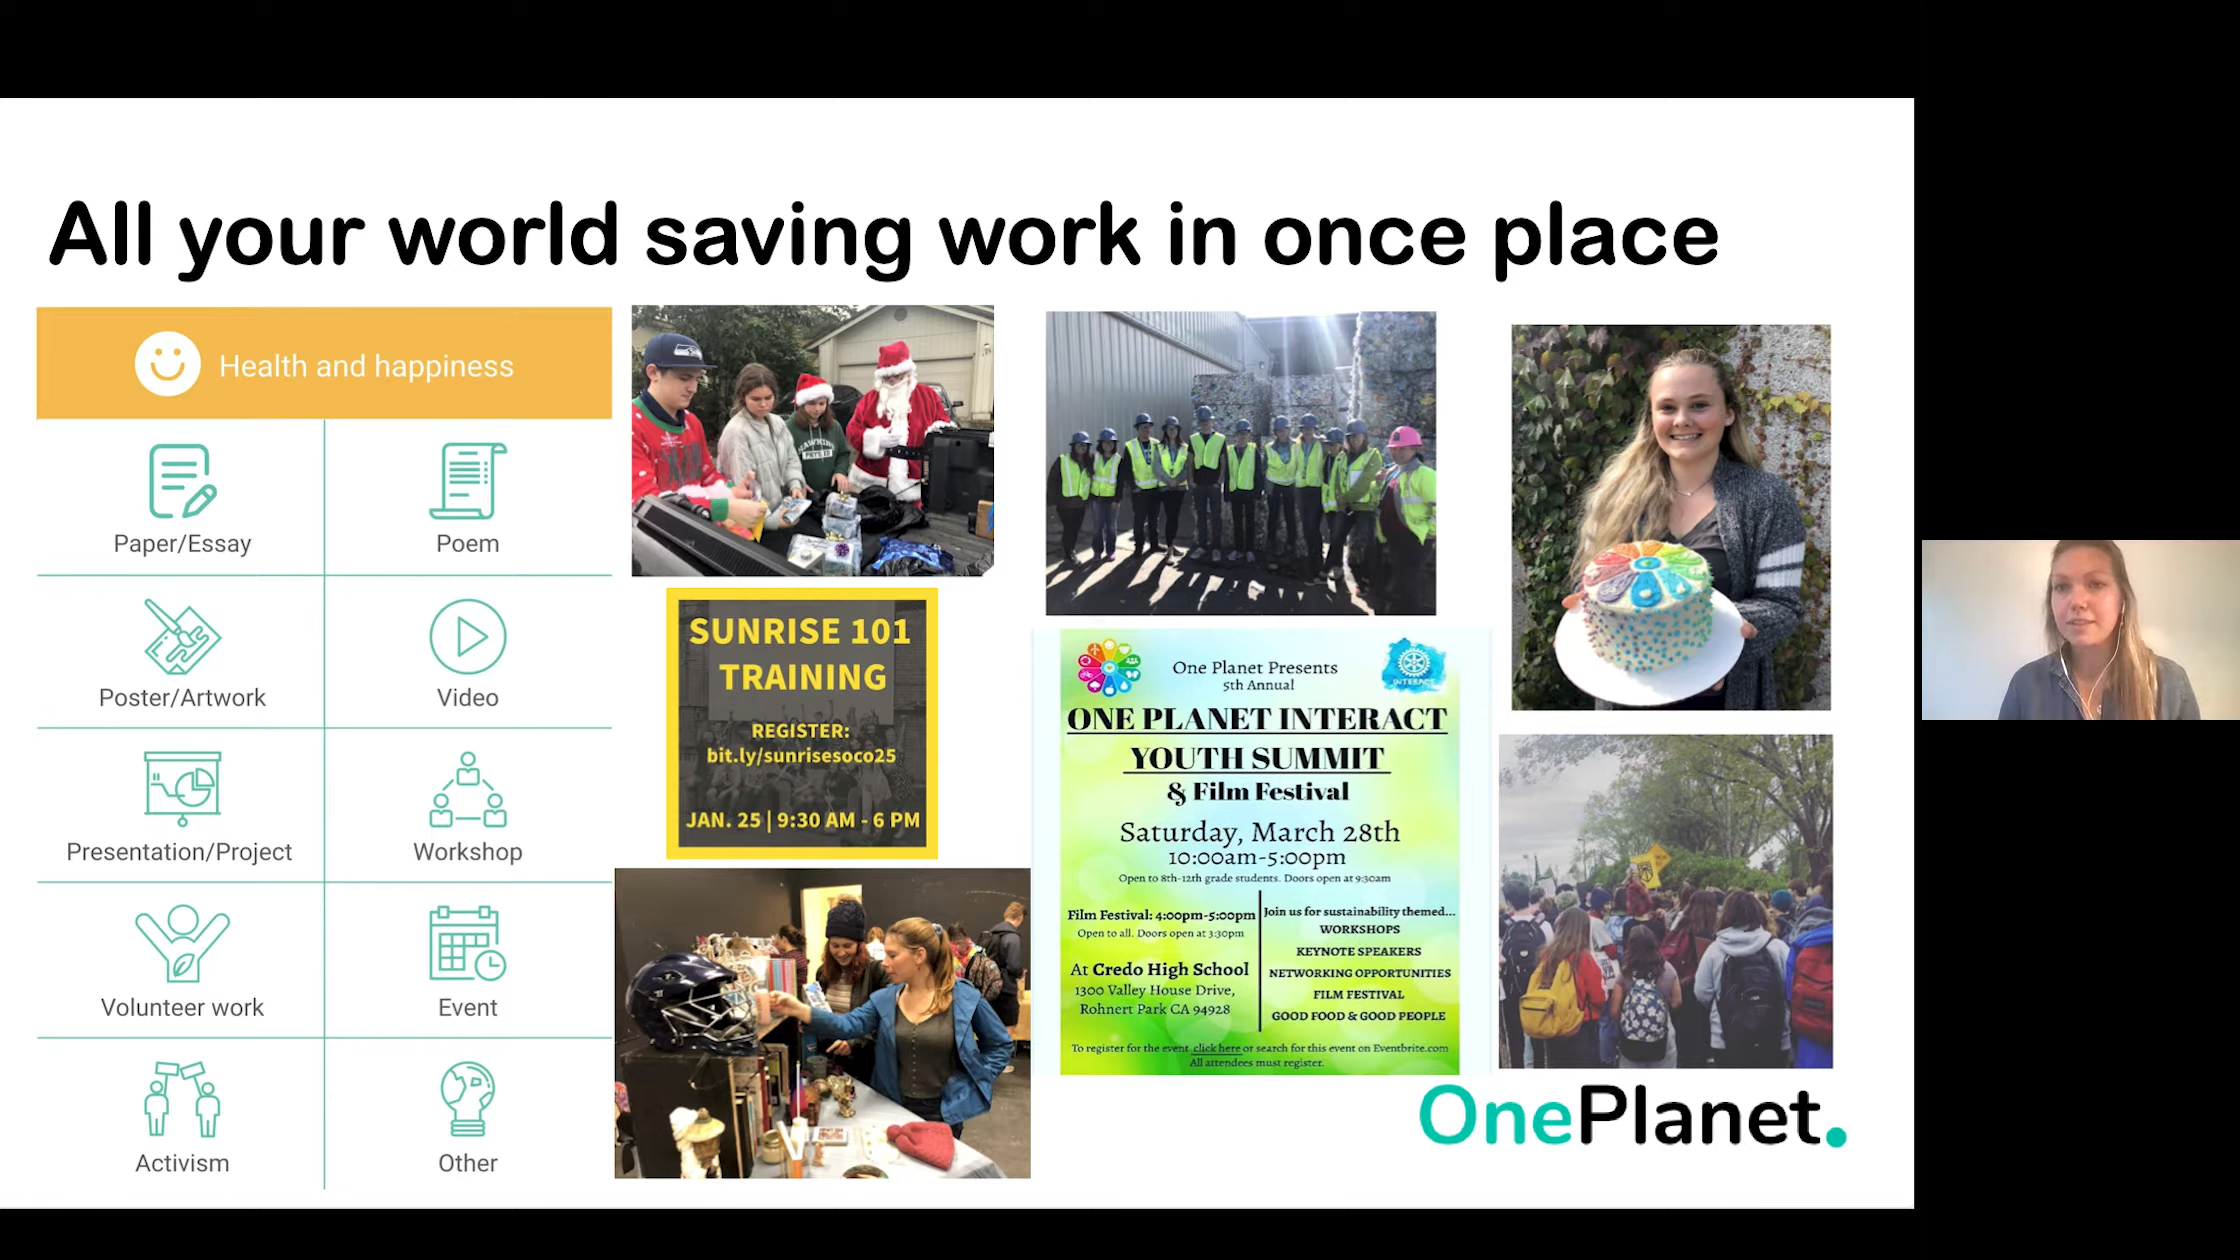 All your world saving work in once place
Health and happiness
Paper/Essay
Poem
Poster/Artwork
Video
Presentation/Project
Workshop
Volunteer work
Event
Activism
Other
HAWKINS
PHYS ED
SUNRISE 101
TRAINING
REGISTER:
bit.ly/sunrisesoco25
JAN. 25 | 9:30 AM - 6 PM
One Planet Presents
5th Annual
INTERACT
ONE PLANET INTERACT
YOUTH SUMMIT
& Film Festival
Saturday, March 28th
10:00am-5:00pm
Open to 8th-12th grade students. Doors open at 9:30am
Film Festival: 4:00pm-5:00pm
Open to all. Doors open at 3:30pm
At Credo High School
1300 Valley House Drive,
Rohnert Park CA 94928
Join us for sustainability themed...
WORKSHOPS
KEYNOTE SPEAKERS
NETWORKING OPPORTUNITIES
FILM FESTIVAL
GOOD FOOD & GOOD PEOPLE
To register for the event click here or search for this event on Eventbrite.com
All attendees must register.
OnePlanet.